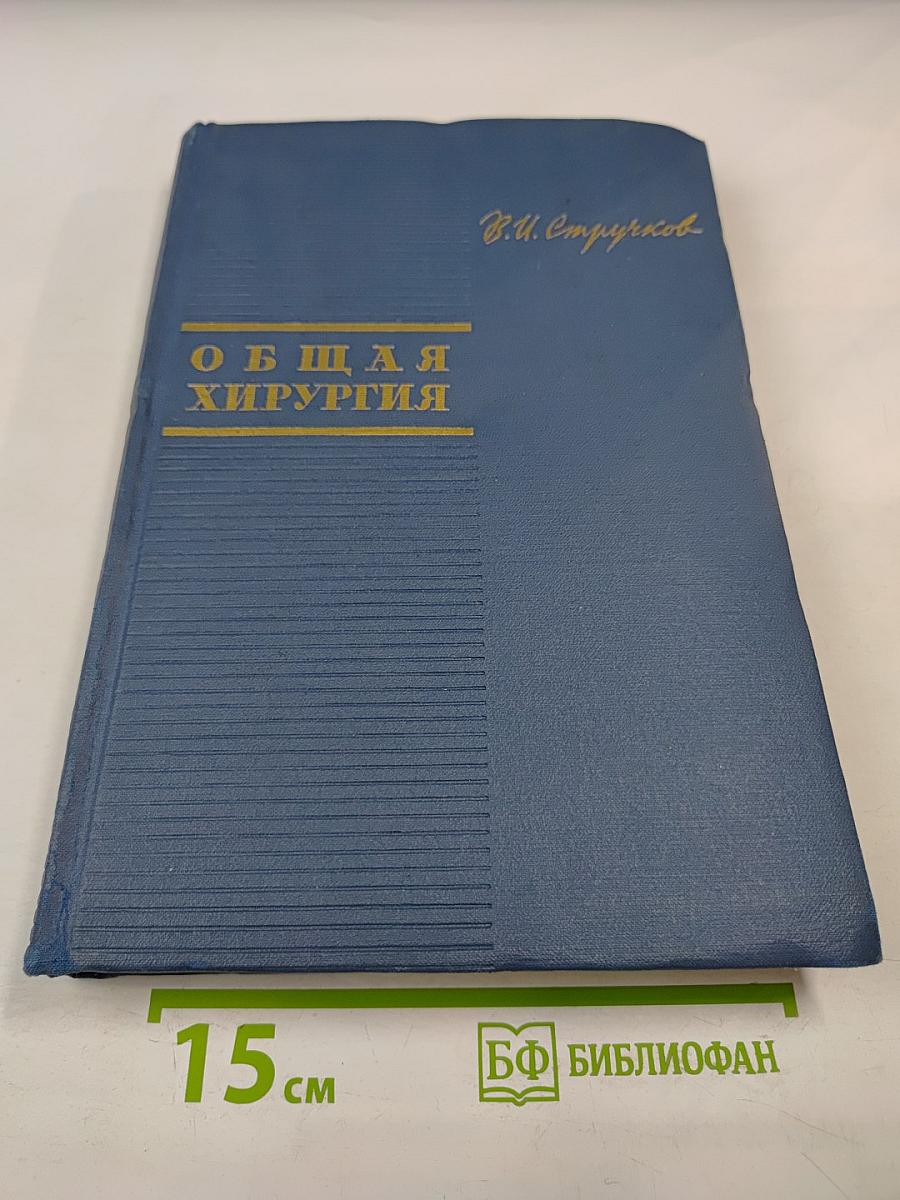 В.И. Стручков
ОБЩАЯ
ХИРУРГИЯ
15 см
БФ БИБЛИОФАН